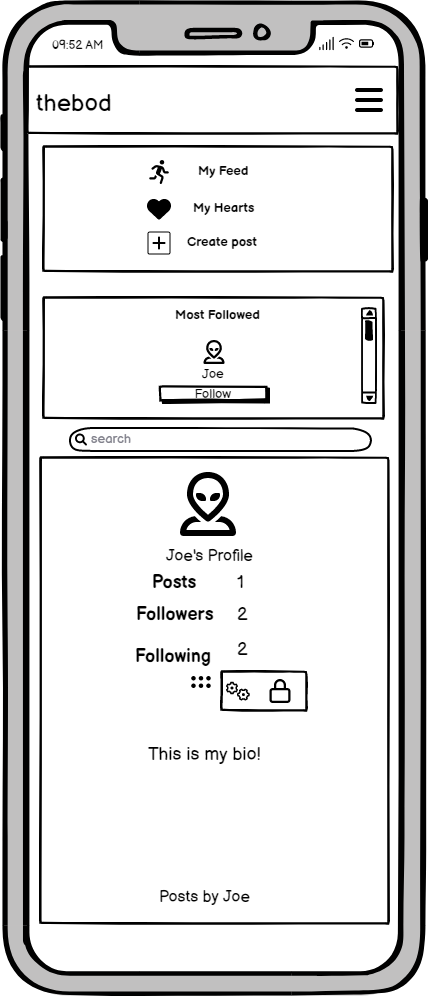 09:52 AM
thebod
My Feed
My Hearts
Create post
Most Followed
Joe
Follow
search
Joe's Profile
Posts 1
Followers 2
Following 2
This is my bio!
Posts by Joe